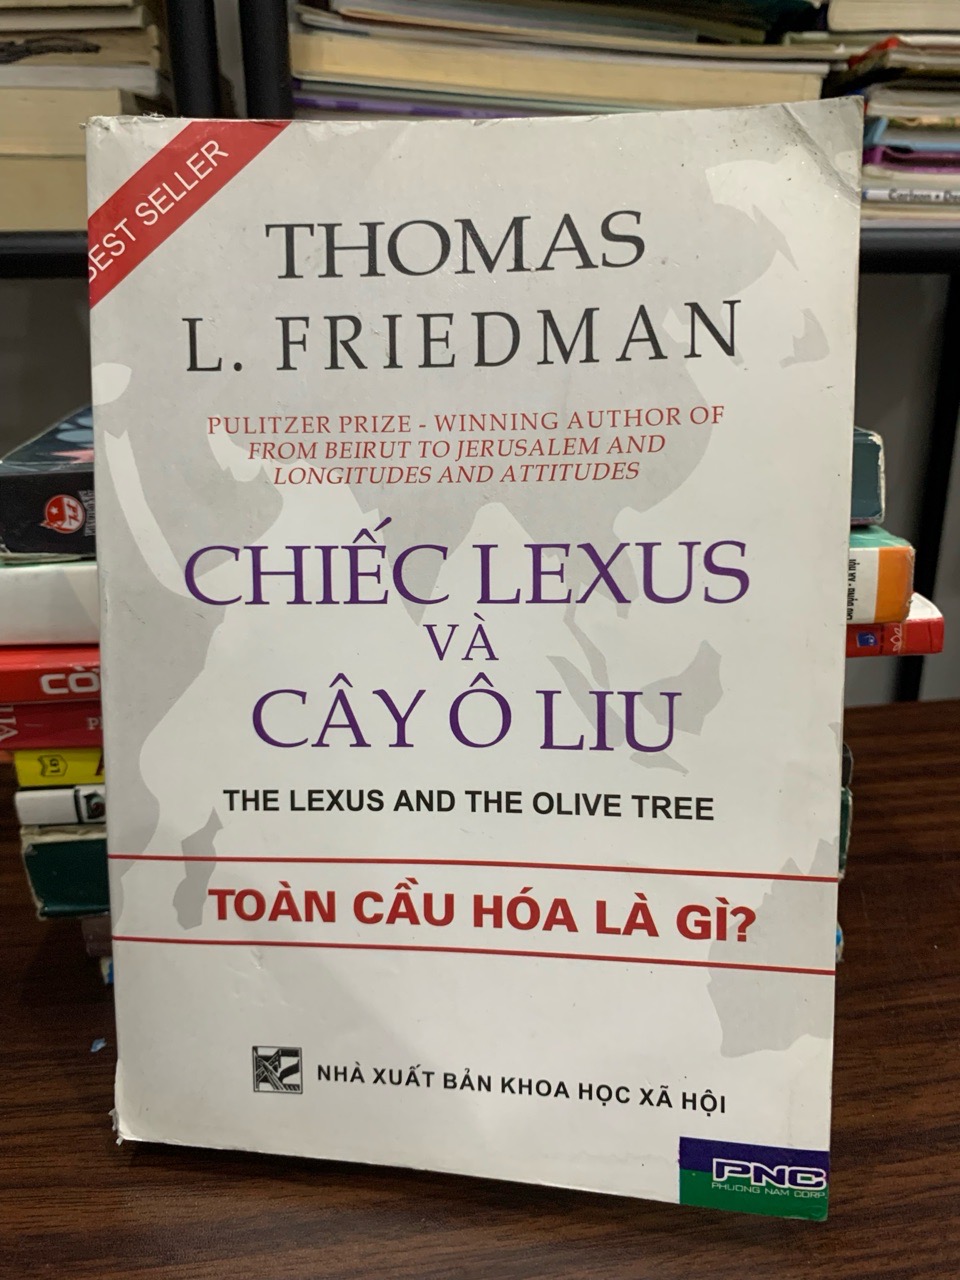 BEST SELLER
THOMAS
L. FRIEDMAN
PULITZER PRIZE - WINNING AUTHOR OF
FROM BEIRUT TO JERUSALEM AND
LONGITUDES AND ATTITUDES
CHIẾC LEXUS
VÀ
CÂY Ô LIU
THE LEXUS AND THE OLIVE TREE
TOÀN CẦU HÓA LÀ GÌ?
NHÀ XUẤT BẢN KHOA HỌC XÃ HỘI
PNC
PHUONG NAM CORP
Carlson